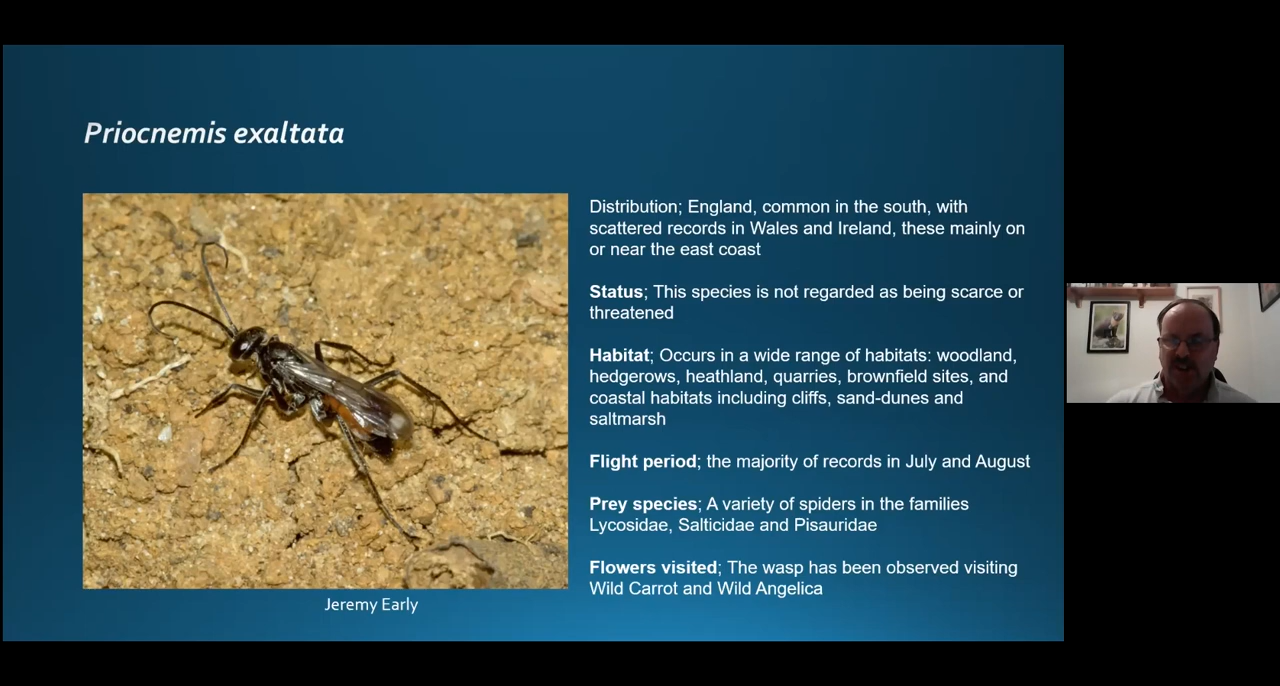 Priocnemis exaltata
Distribution; England, common in the south, with
scattered records in Wales and Ireland, these mainly on
or near the east coast
Status; This species is not regarded as being scarce or
threatened
Habitat; Occurs in a wide range of habitats: woodland,
hedgerows, heathland, quarries, brownfield sites, and
coastal habitats including cliffs, sand-dunes and
saltmarsh
Flight period; the majority of records in July and August
Prey species; A variety of spiders in the families
Lycosidae, Salticidae and Pisauridae
Flowers visited; The wasp has been observed visiting
Wild Carrot and Wild Angelica
Jeremy Early